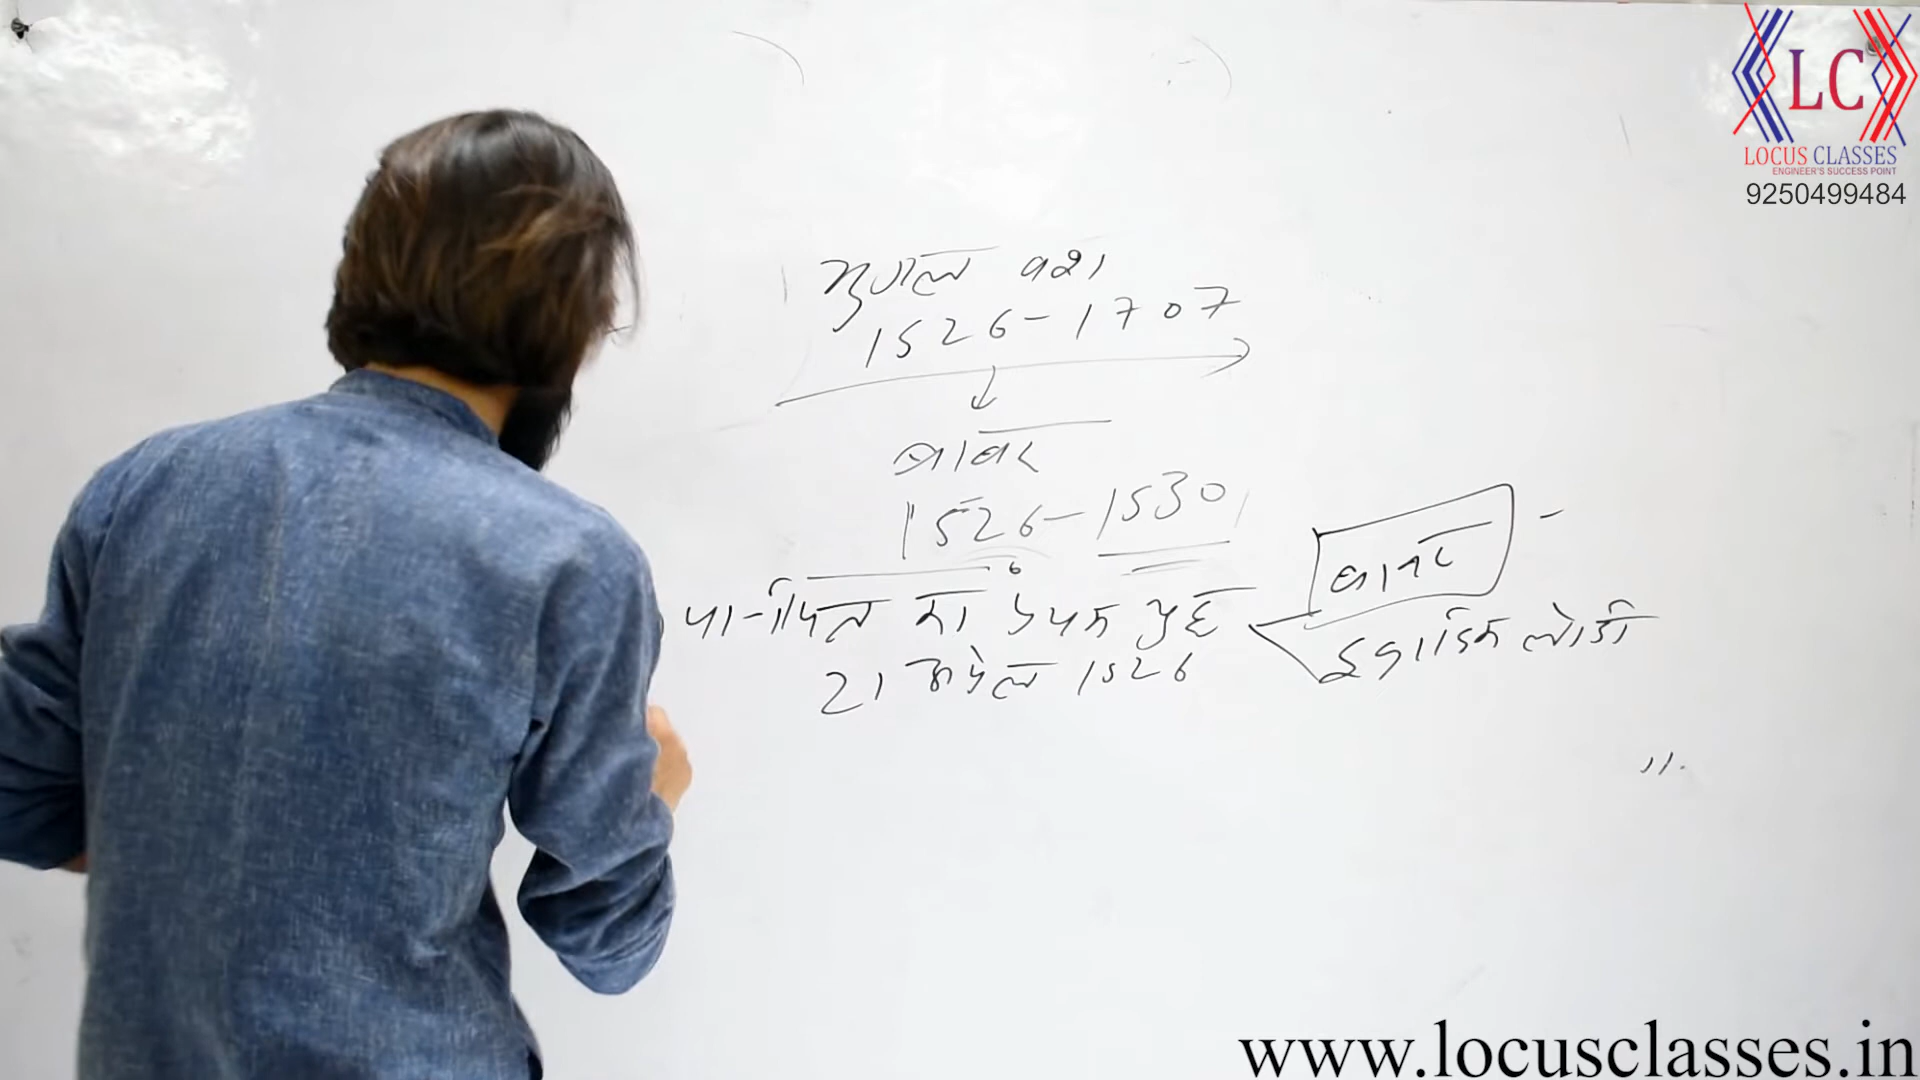 LC
LOCUS CLASSES
ENGINEER'S SUCCESS POINT
9250499484
मुगल वंश
1526-1707
बाबर
1526-1530
पानीपत का प्रथम युद्ध
बाबर
इब्राहिम लोदी
21 अप्रैल 1526
www.locusclasses.in